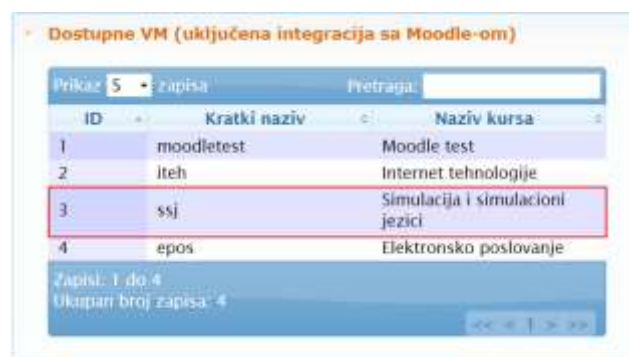 Dostupne VM (uključena integracija sa Moodle-om)
Prikaz 5 zapisa Pretraga:
ID Kratki naziv Naziv kursa
1 moodletest Moodle test
2 iteh Internet tehnologije
3 ssj Simulacija i simulacioni
jezici
4 epos Elektronsko poslovanje
Zapisi: 1 do 4
Ukupan broj zapisa: 4
<< < 1 > >>